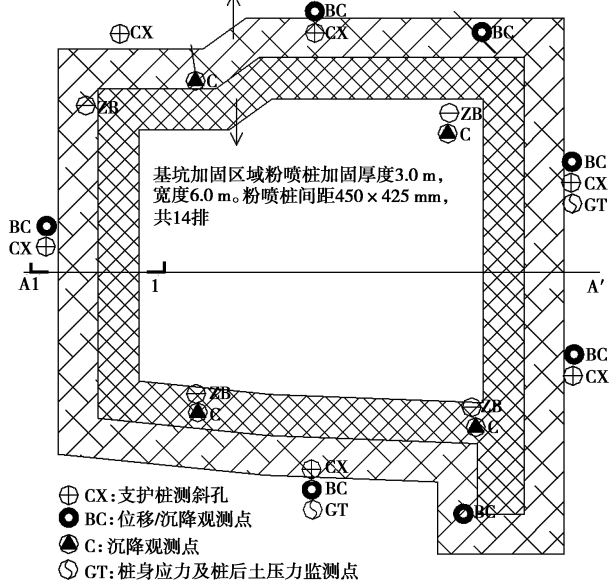 BC
CX
CX
BC
C
ZB
ZB
C
基坑加固区域粉喷桩加固厚度3.0 m,
宽度6.0 m。粉喷桩间距450×425 mm,
共14排
BC
CX
GT
BC
CX
A1
1
A′
BC
CX
ZB
C
ZB
C
CX
BC
GT
BC
CX:支护桩测斜孔
BC:位移/沉降观测点
C:沉降观测点
GT:桩身应力及桩后土压力监测点